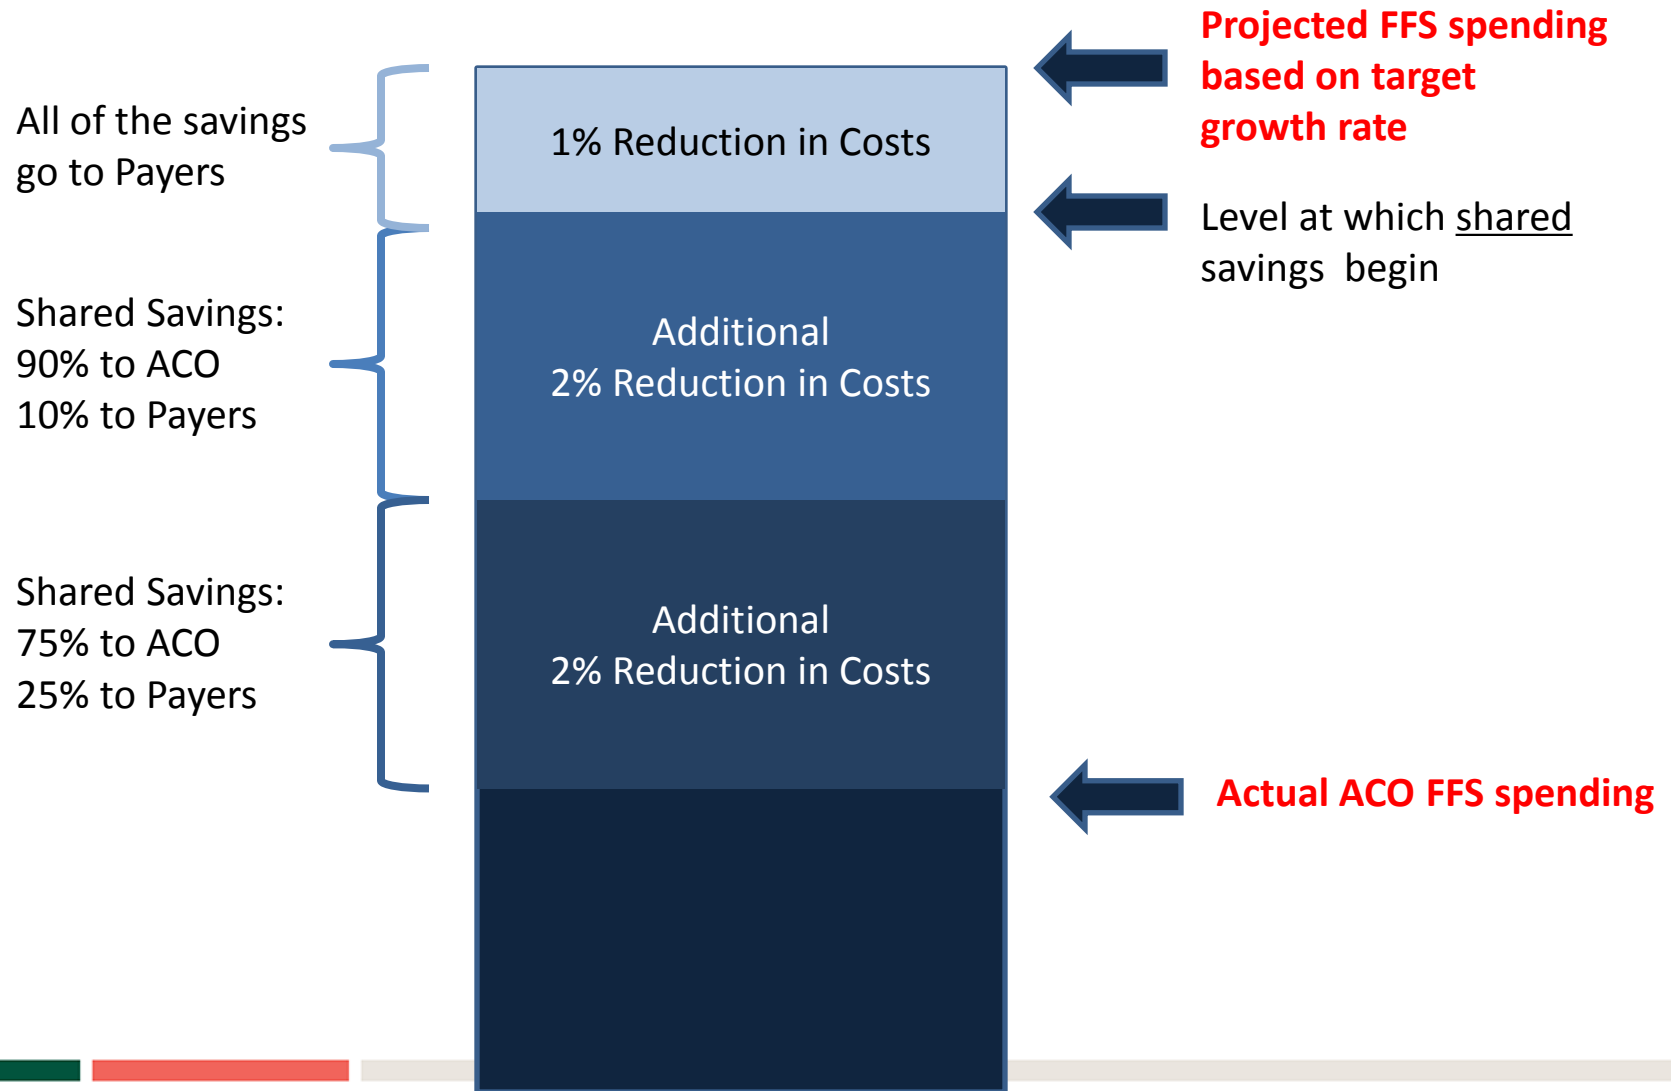 All of the savings
go to Payers
Shared Savings:
90% to ACO
10% to Payers
Shared Savings:
75% to ACO
25% to Payers
1% Reduction in Costs
Additional
2% Reduction in Costs
Additional
2% Reduction in Costs
Projected FFS spending
based on target
growth rate
Level at which shared
savings begin
Actual ACO FFS spending